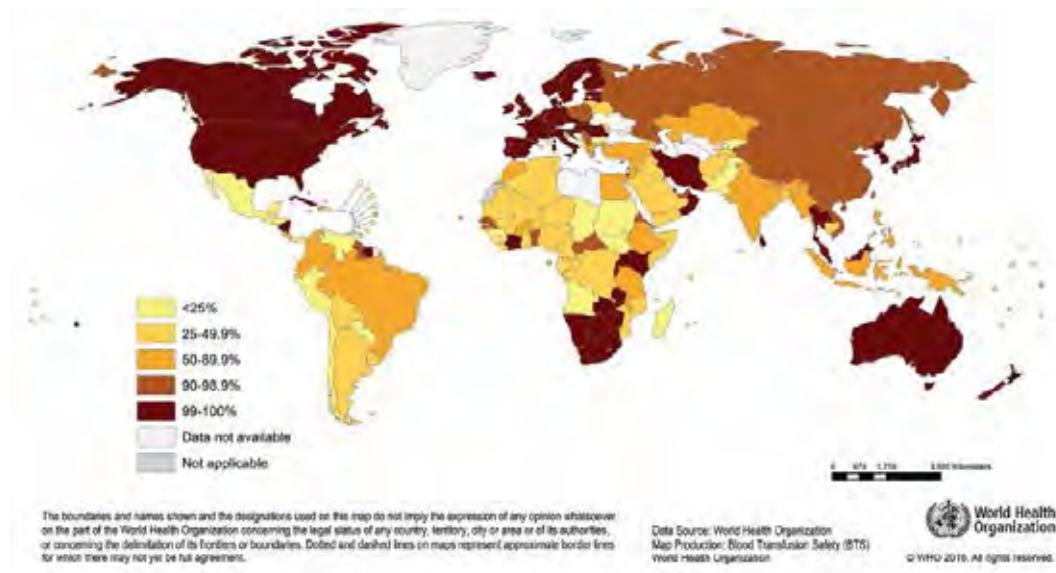 <25%
25-49.9%
50-89.9%
90-98.9%
99-100%
Data not available
Not applicable
0
Kilometers
The boundaries and names shown and the designations used on this map do not imply the expression of any opinion whatsoever
on the part of the World Health Organization concerning the legal status of any country, territory, city or area or of its authorities,
or concerning the delimitation of its frontiers or boundaries. Dotted and dashed lines on maps represent approximate border lines
for which there may not yet be full agreement.
Data Source: World Health Organization
Map Production: Blood Transfusion Safety (BTS)
World Health Organization
World Health
Organization
© WHO 2016. All rights reserved.